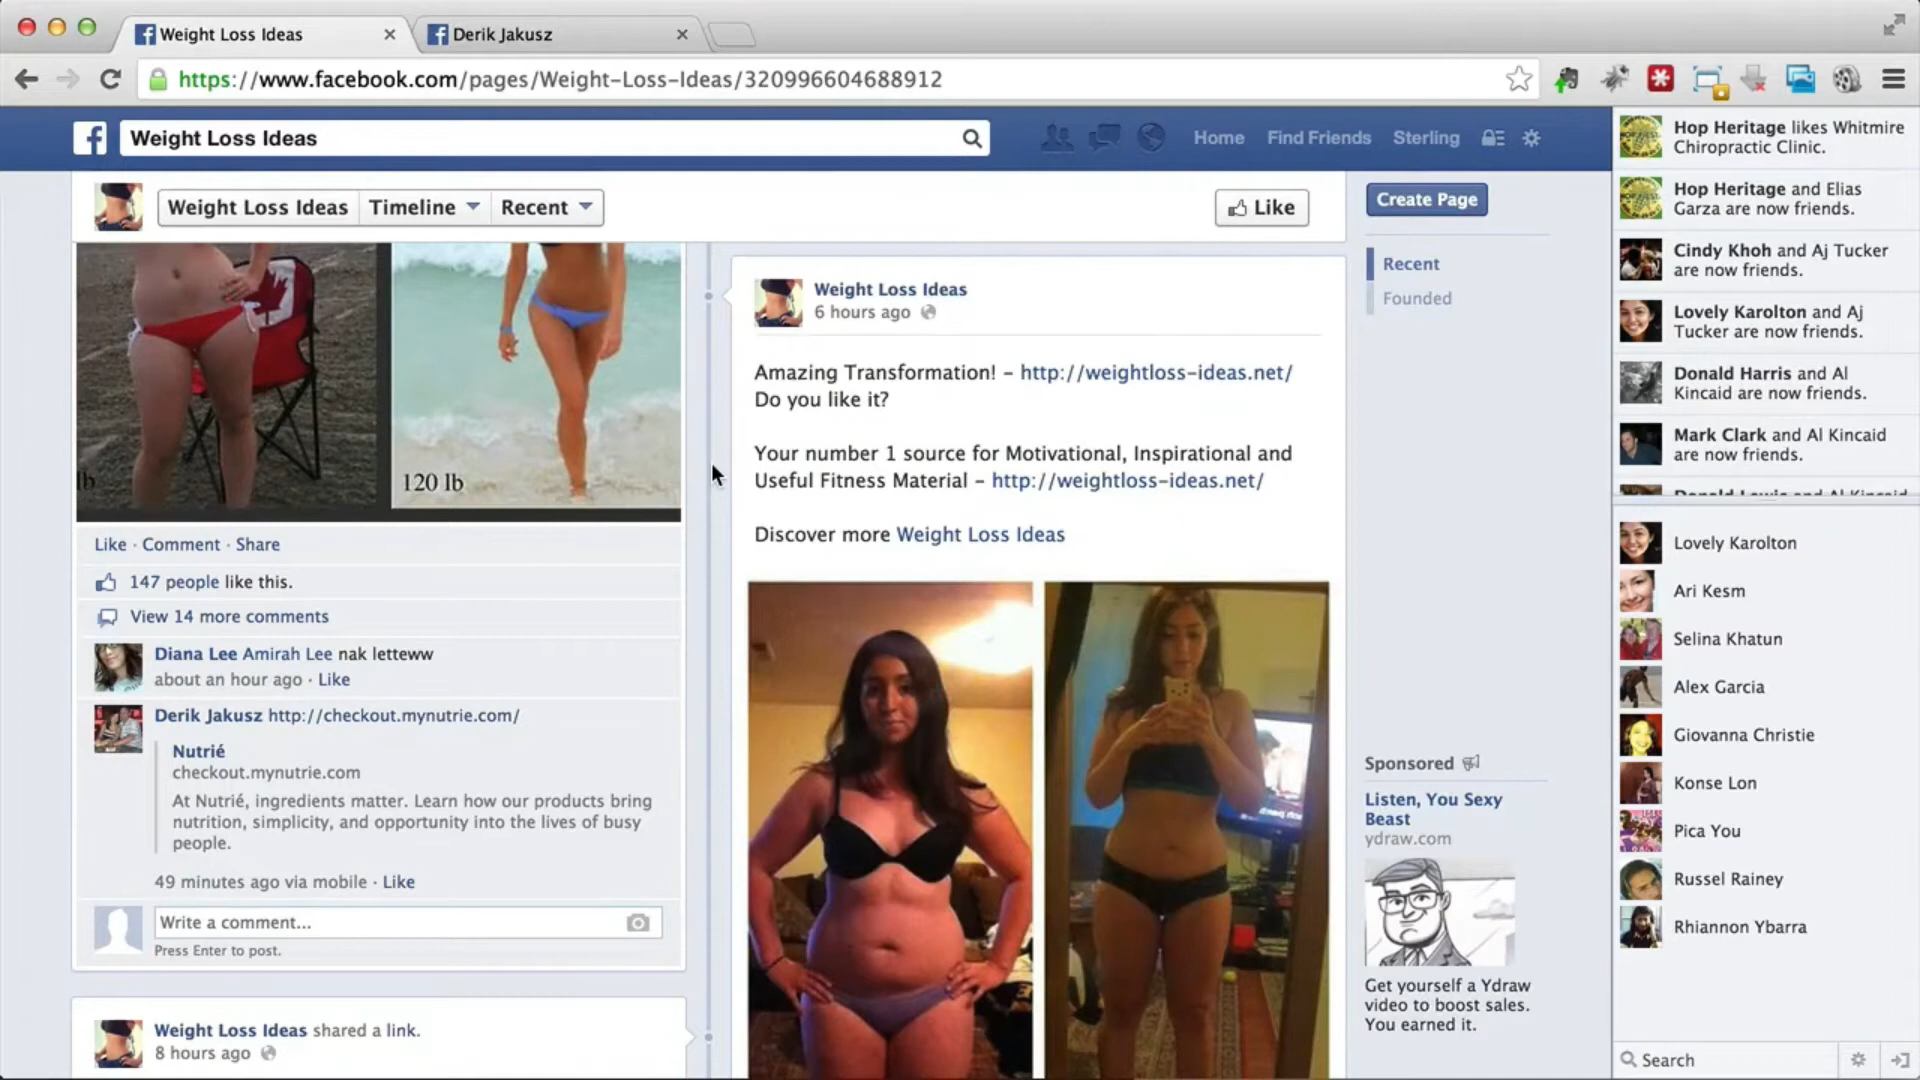 Weight Loss Ideas
Derik Jakusz
https://www.facebook.com/pages/Weight-Loss-Ideas/320996604688912
Weight Loss Ideas
Home
Find Friends
Sterling
Weight Loss Ideas
Timeline
Recent
Like
Create Page
Recent
Founded
lb
120 lb
Like · Comment · Share
147 people like this.
View 14 more comments
Diana Lee Amirah Lee nak letteww
about an hour ago · Like
Derik Jakusz http://checkout.mynutrie.com/
Nutrié
checkout.mynutrie.com
At Nutrié, ingredients matter. Learn how our products bring
nutrition, simplicity, and opportunity into the lives of busy
people.
49 minutes ago via mobile · Like
Write a comment...
Press Enter to post.
Weight Loss Ideas shared a link.
8 hours ago
Weight Loss Ideas
6 hours ago
Amazing Transformation! – http://weightloss-ideas.net/
Do you like it?
Your number 1 source for Motivational, Inspirational and
Useful Fitness Material – http://weightloss-ideas.net/
Discover more Weight Loss Ideas
Sponsored
Listen, You Sexy
Beast
ydraw.com
Get yourself a Ydraw
video to boost sales.
You earned it.
Hop Heritage likes Whitmire
Chiropractic Clinic.
Hop Heritage and Elias
Garza are now friends.
Cindy Khoh and Aj Tucker
are now friends.
Lovely Karolton and Aj
Tucker are now friends.
Donald Harris and Al
Kincaid are now friends.
Mark Clark and Al Kincaid
are now friends.
Donald Lewis and Al Kincaid
Lovely Karolton
Ari Kesm
Selina Khatun
Alex Garcia
Giovanna Christie
Konse Lon
Pica You
Russel Rainey
Rhiannon Ybarra
Search